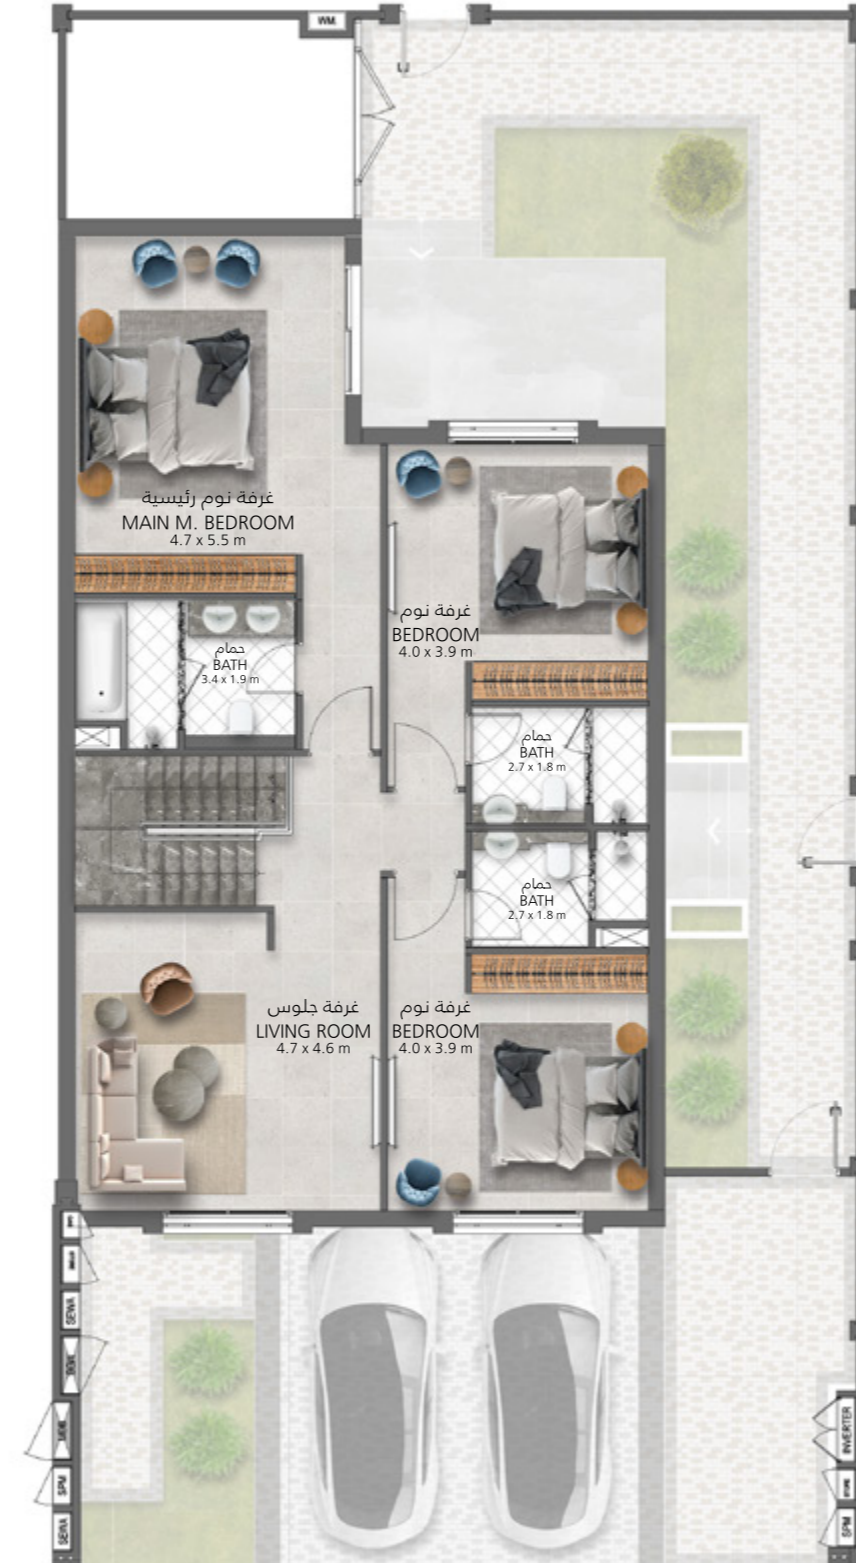 WM.
غرفة نوم رئيسية
MAIN M. BEDROOM
4.7 x 5.5 m
غرفة نوم
BEDROOM
4.0 x 3.9 m
حمام
BATH
3.4 x 1.9 m
حمام
BATH
2.7 x 1.8 m
حمام
BATH
2.7 x 1.8 m
غرفة جلوس
LIVING ROOM
4.7 x 4.6 m
غرفة نوم
BEDROOM
4.0 x 3.9 m
SEWA
SPM
SEWA
INVERTER
SPM